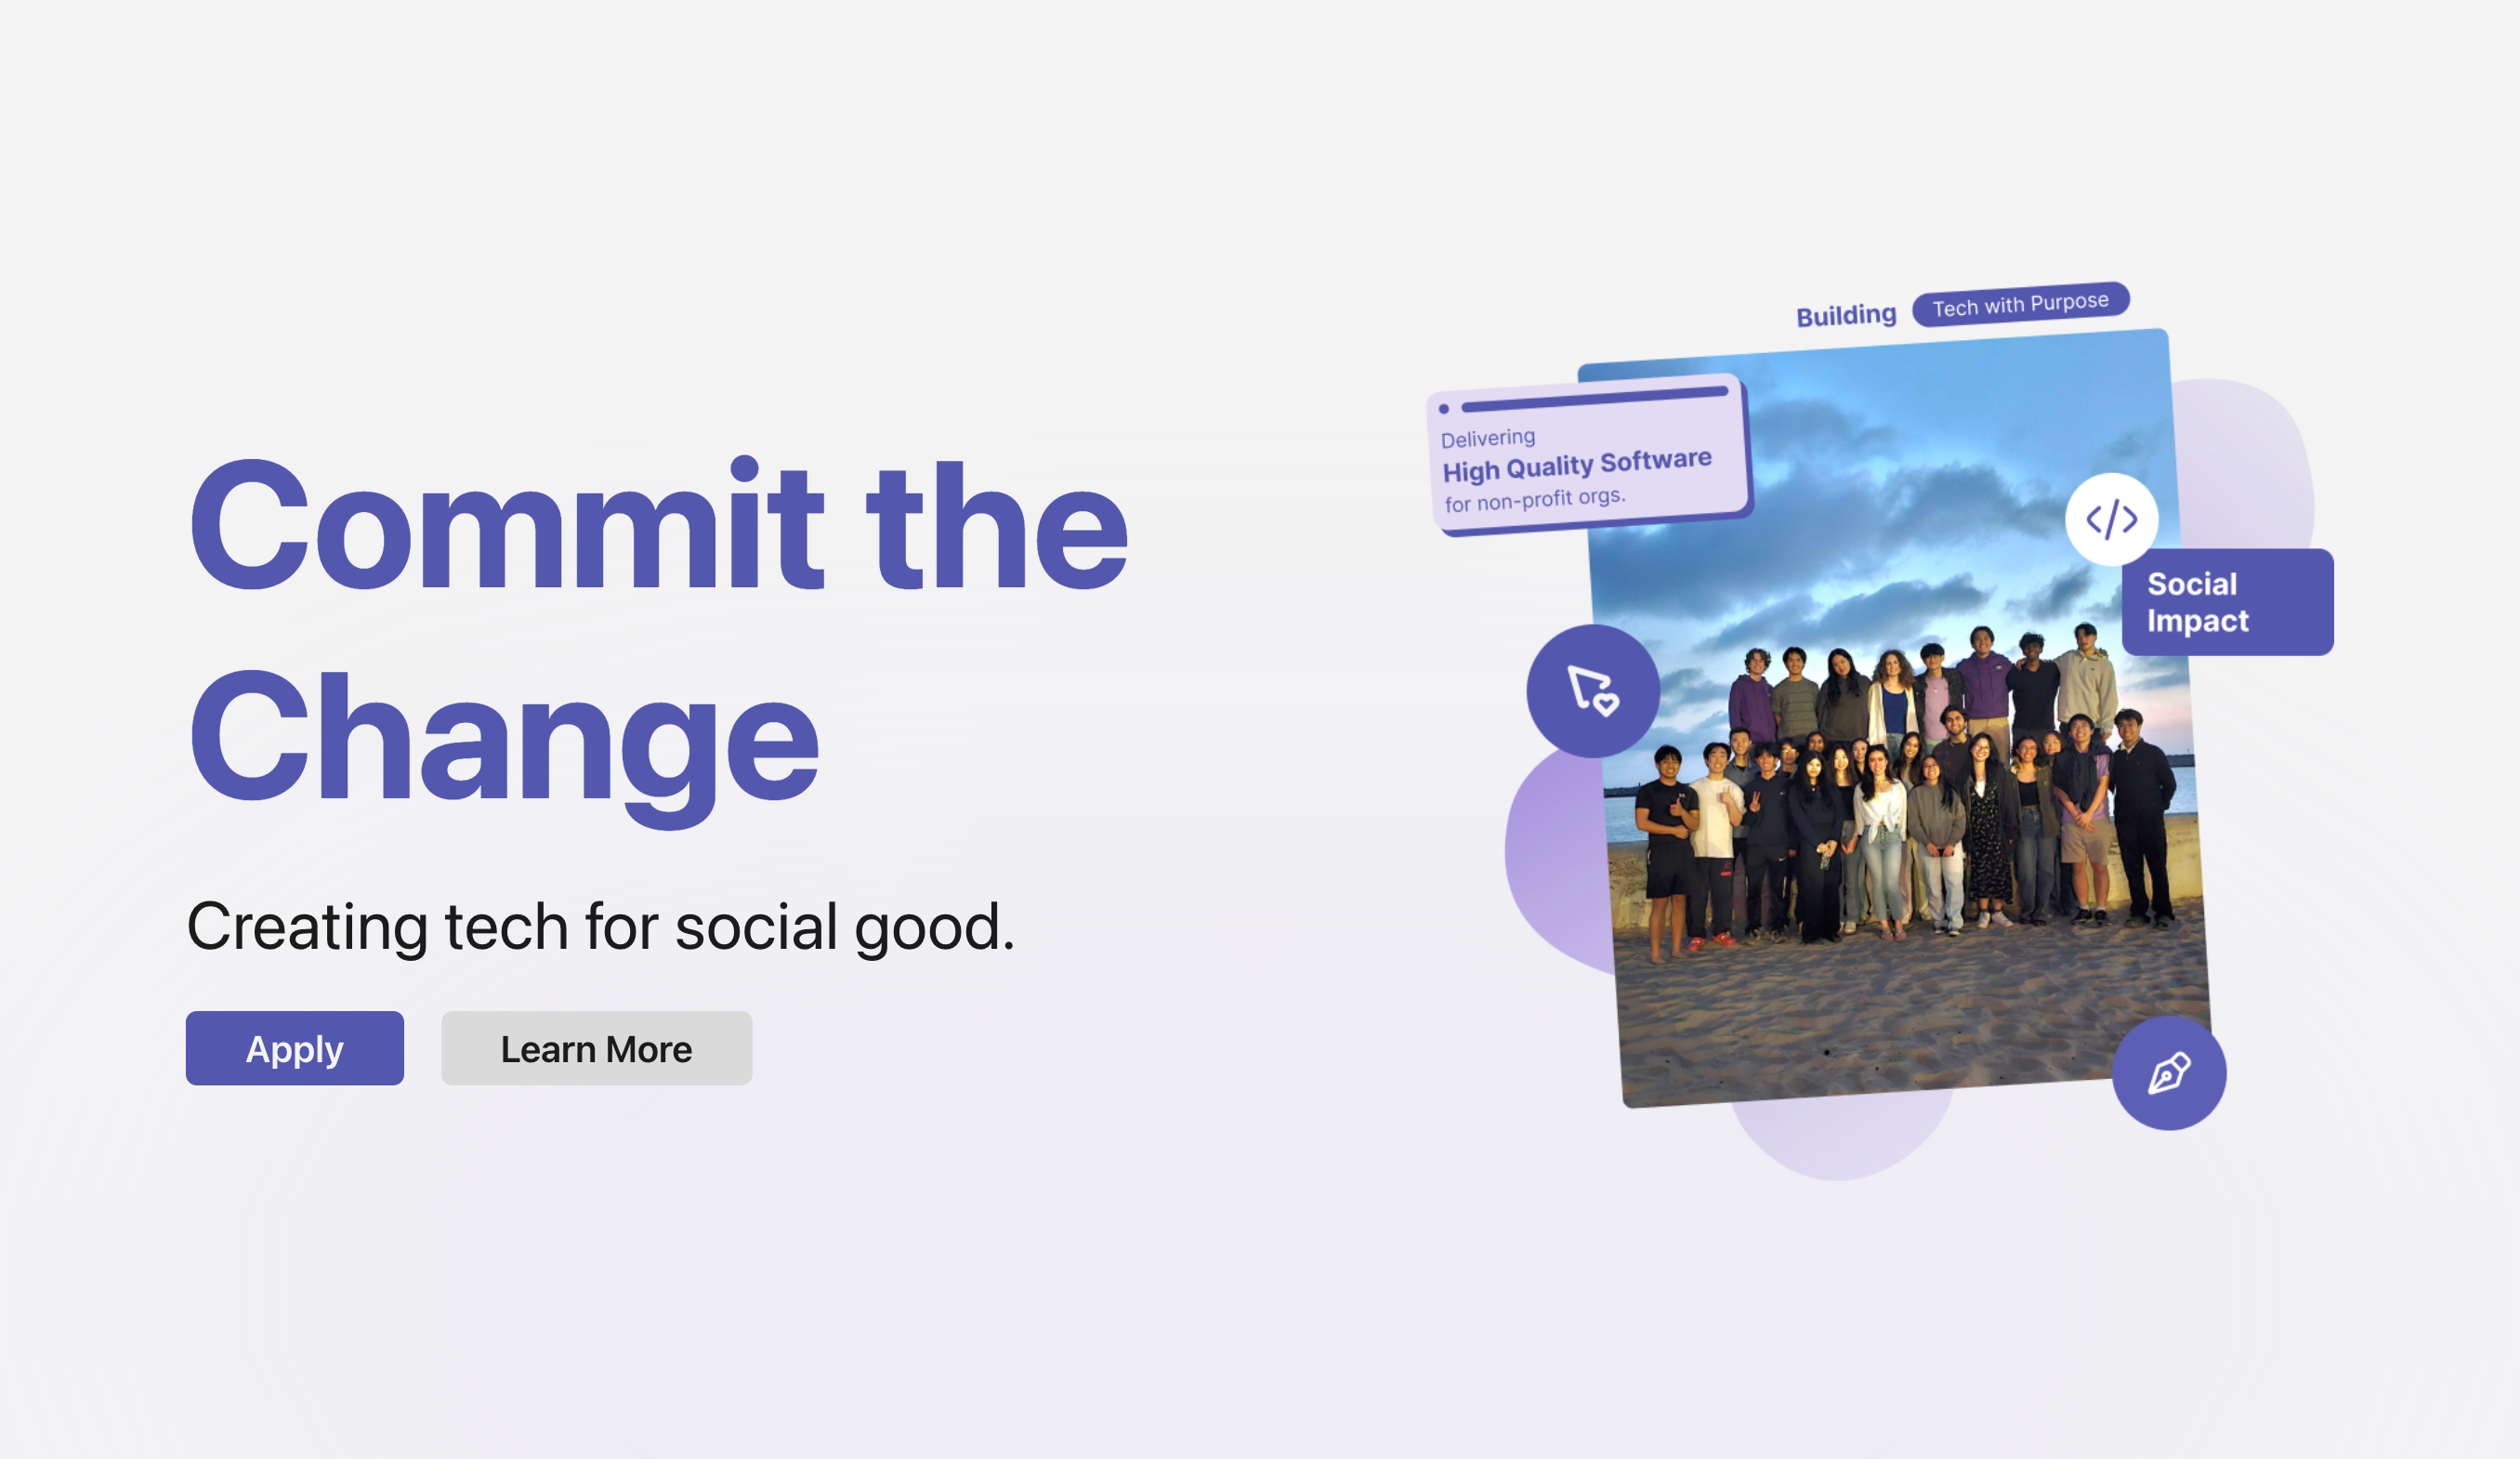 Commit the
Change
Creating tech for social good.
Apply
Learn More
Building
Tech with Purpose
Delivering
High Quality Software
for non-profit orgs.
</>
Social
Impact